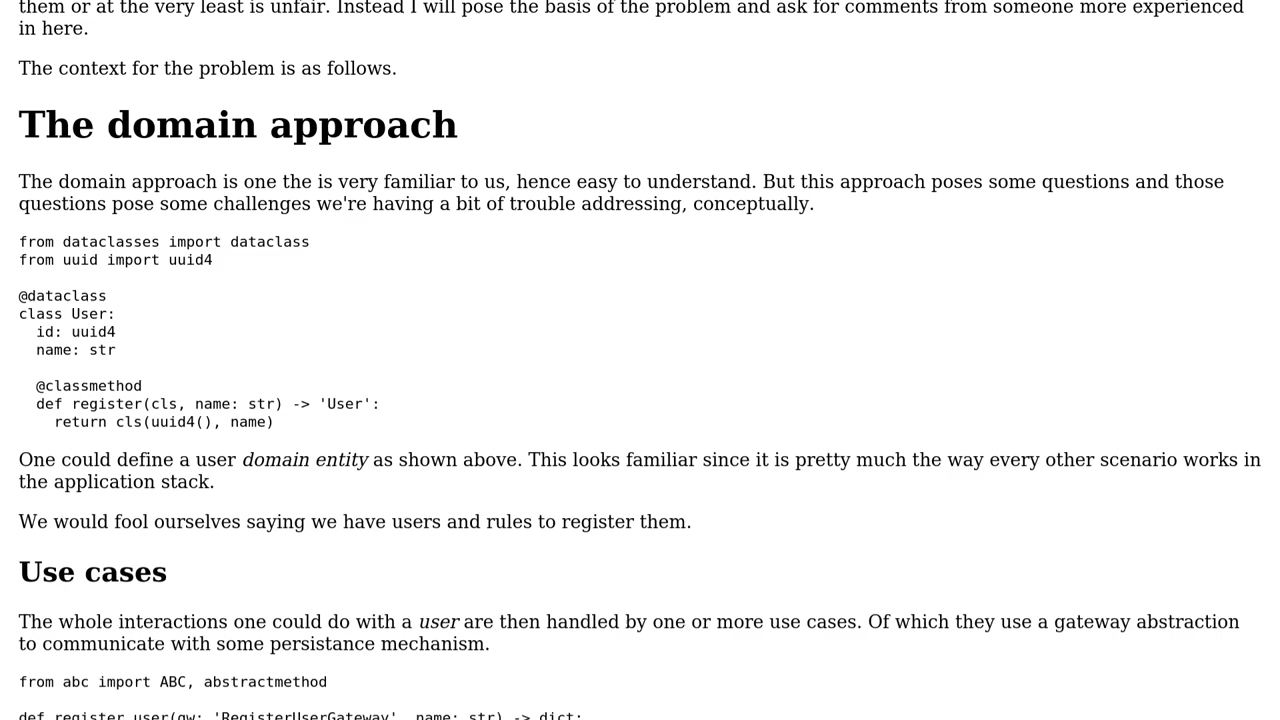 them or at the very least is unfair. Instead I will pose the basis of the problem and ask for comments from someone more experienced
in here.
The context for the problem is as follows.
The domain approach
The domain approach is one the is very familiar to us, hence easy to understand. But this approach poses some questions and those
questions pose some challenges we're having a bit of trouble addressing, conceptually.
from dataclasses import dataclass
from uuid import uuid4
@dataclass
class User:
  id: uuid4
  name: str
  @classmethod
  def register(cls, name: str) -> 'User':
    return cls(uuid4(), name)
One could define a user domain entity as shown above. This looks familiar since it is pretty much the way every other scenario works in
the application stack.
We would fool ourselves saying we have users and rules to register them.
Use cases
The whole interactions one could do with a user are then handled by one or more use cases. Of which they use a gateway abstraction
to communicate with some persistance mechanism.
from abc import ABC, abstractmethod
def register_user(gw: 'RegisterUserGateway', name: str) -> dict: